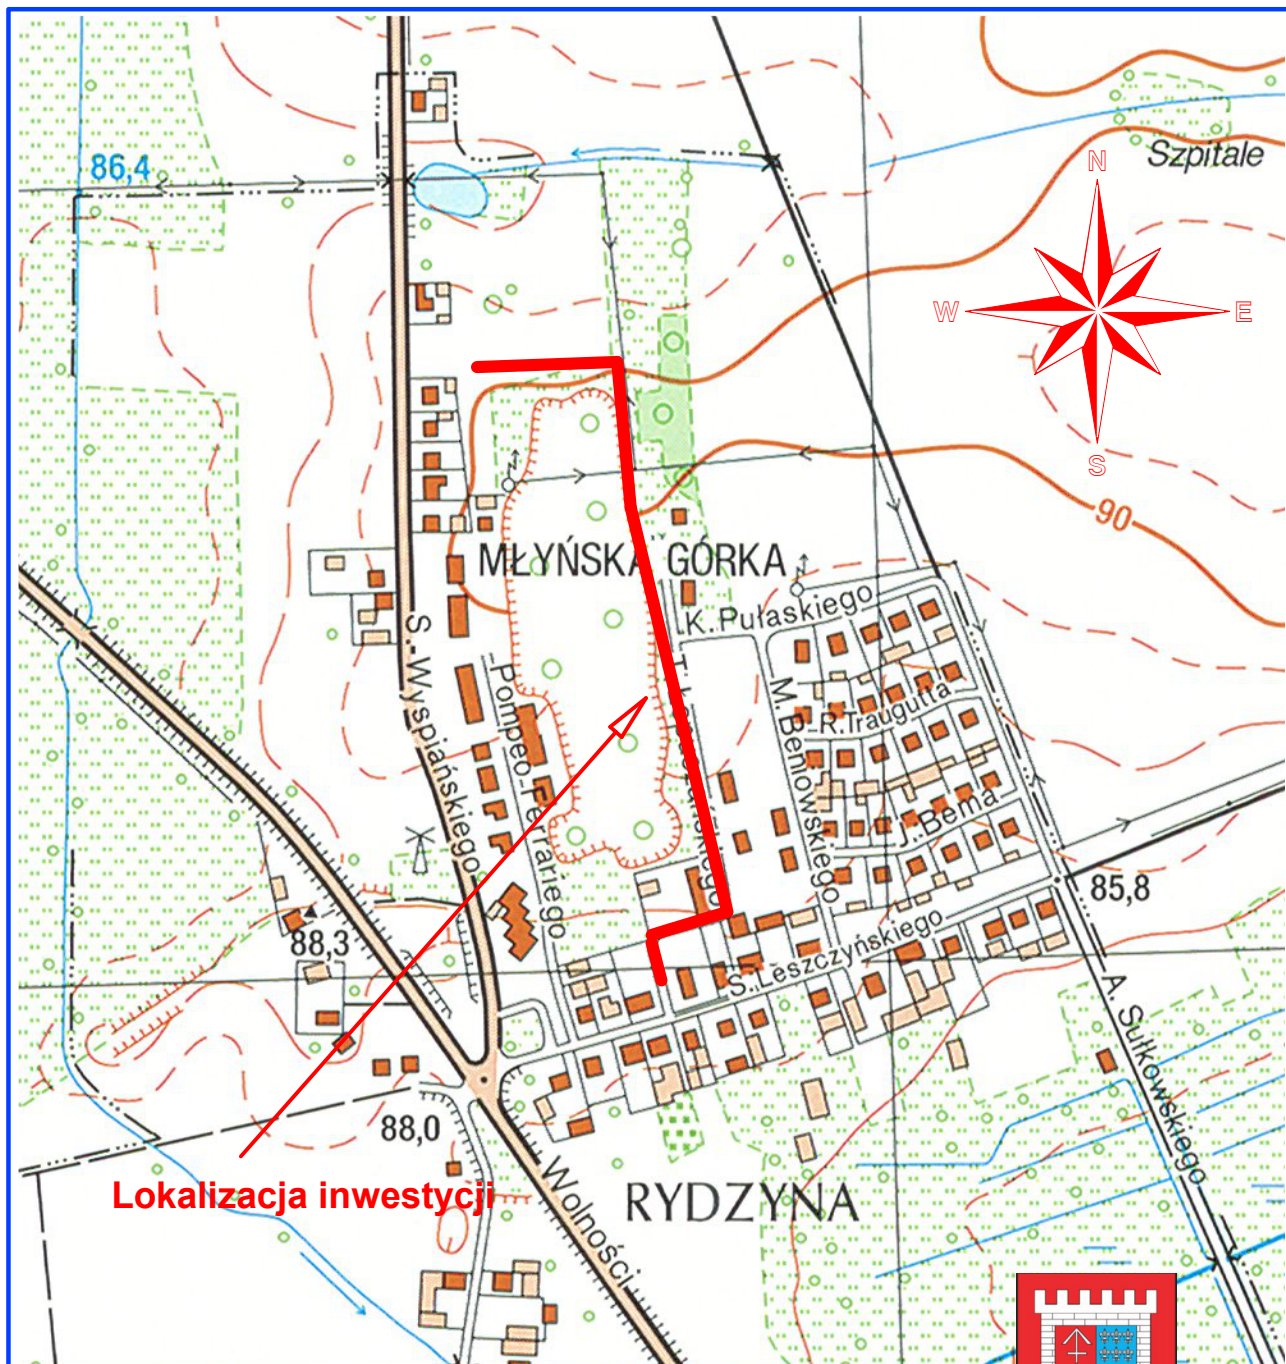 86,4
Szpitale
N
W
E
S
90
MŁYŃSKA GÓRKA
K. Pułaskiego
S. Wyspiańskiego
Pompeo Ferrariego
M. Beniowskiego
R. Traugutta
J. Bema
85,8
88,3
S. Leszczyńskiego
A. Sułkowskiego
88,0
Lokalizacja inwestycji
Wolności
RYDZYNA